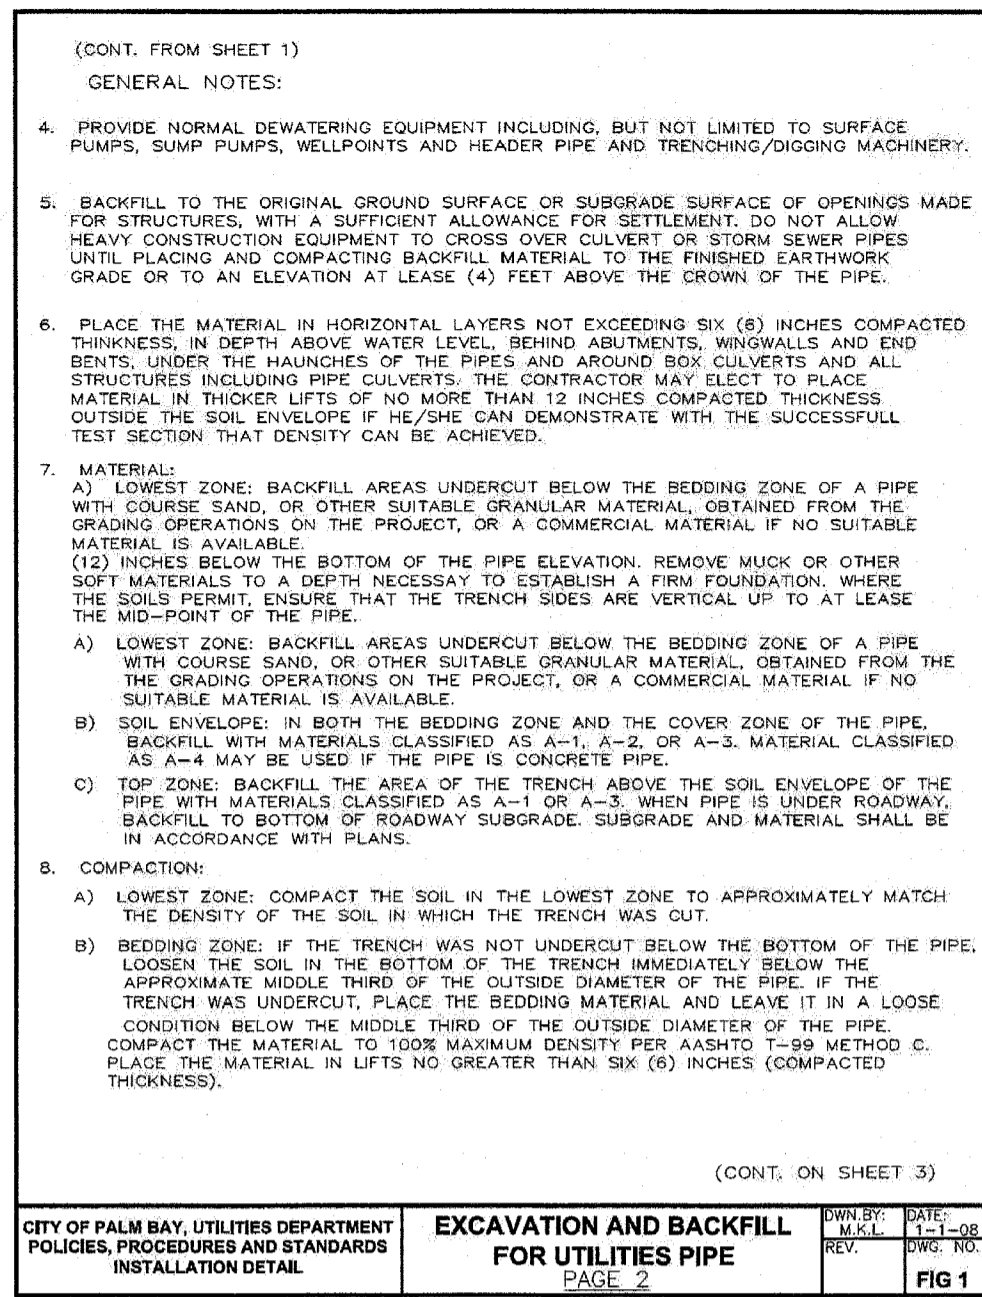 (CONT. FROM SHEET 1)
GENERAL NOTES:
4. PROVIDE NORMAL DEWATERING EQUIPMENT INCLUDING, BUT NOT LIMITED TO SURFACE
PUMPS, SUMP PUMPS, WELLPOINTS AND HEADER PIPE AND TRENCHING/DIGGING MACHINERY.
5. BACKFILL TO THE ORIGINAL GROUND SURFACE OR SUBGRADE SURFACE OF OPENINGS MADE
FOR STRUCTURES, WITH A SUFFICIENT ALLOWANCE FOR SETTLEMENT. DO NOT ALLOW
HEAVY CONSTRUCTION EQUIPMENT TO CROSS OVER CULVERT OR STORM SEWER PIPES
UNTIL PLACING AND COMPACTING BACKFILL MATERIAL TO THE FINISHED EARTHWORK
GRADE OR TO AN ELEVATION AT LEASE (4) FEET ABOVE THE CROWN OF THE PIPE.
6. PLACE THE MATERIAL IN HORIZONTAL LAYERS NOT EXCEEDING SIX (6) INCHES COMPACTED
THINKNESS, IN DEPTH ABOVE WATER LEVEL, BEHIND ABUTMENTS, WINGWALLS AND END
BENTS, UNDER THE HAUNCHES OF THE PIPES AND AROUND BOX CULVERTS AND ALL
STRUCTURES INCLUDING PIPE CULVERTS. THE CONTRACTOR MAY ELECT TO PLACE
MATERIAL IN THICKER LIFTS OF NO MORE THAN 12 INCHES COMPACTED THICKNESS
OUTSIDE THE SOIL ENVELOPE IF HE/SHE CAN DEMONSTRATE WITH THE SUCCESSFULL
TEST SECTION THAT DENSITY CAN BE ACHIEVED.
7. MATERIAL:
A) LOWEST ZONE: BACKFILL AREAS UNDERCUT BELOW THE BEDDING ZONE OF A PIPE
WITH COURSE SAND, OR OTHER SUITABLE GRANULAR MATERIAL, OBTAINED FROM THE
GRADING OPERATIONS ON THE PROJECT, OR A COMMERCIAL MATERIAL IF NO SUITABLE
MATERIAL IS AVAILABLE.
(12) INCHES BELOW THE BOTTOM OF THE PIPE ELEVATION. REMOVE MUCK OR OTHER
SOFT MATERIALS TO A DEPTH NECESSAY TO ESTABLISH A FIRM FOUNDATION. WHERE
THE SOILS PERMIT, ENSURE THAT THE TRENCH SIDES ARE VERTICAL UP TO AT LEASE
THE MID-POINT OF THE PIPE.
A) LOWEST ZONE: BACKFILL AREAS UNDERCUT BELOW THE BEDDING ZONE OF A PIPE
WITH COURSE SAND, OR OTHER SUITABLE GRANULAR MATERIAL, OBTAINED FROM THE
THE GRADING OPERATIONS ON THE PROJECT, OR A COMMERCIAL MATERIAL IF NO
SUITABLE MATERIAL IS AVAILABLE.
B) SOIL ENVELOPE: IN BOTH THE BEDDING ZONE AND THE COVER ZONE OF THE PIPE,
BACKFILL WITH MATERIALS CLASSIFIED AS A-1, A-2, OR A-3. MATERIAL CLASSIFIED
AS A-4 MAY BE USED IF THE PIPE IS CONCRETE PIPE.
C) TOP ZONE: BACKFILL THE AREA OF THE TRENCH ABOVE THE SOIL ENVELOPE OF THE
PIPE WITH MATERIALS CLASSIFIED AS A-1 OR A-3. WHEN PIPE IS UNDER ROADWAY,
BACKFILL TO BOTTOM OF ROADWAY SUBGRADE. SUBGRADE AND MATERIAL SHALL BE
IN ACCORDANCE WITH PLANS.
8. COMPACTION:
A) LOWEST ZONE: COMPACT THE SOIL IN THE LOWEST ZONE TO APPROXIMATELY MATCH
THE DENSITY OF THE SOIL IN WHICH THE TRENCH WAS CUT.
B) BEDDING ZONE: IF THE TRENCH WAS NOT UNDERCUT BELOW THE BOTTOM OF THE PIPE,
LOOSEN THE SOIL IN THE BOTTOM OF THE TRENCH IMMEDIATELY BELOW THE
APPROXIMATE MIDDLE THIRD OF THE OUTSIDE DIAMETER OF THE PIPE. IF THE
TRENCH WAS UNDERCUT, PLACE THE BEDDING MATERIAL AND LEAVE IT IN A LOOSE
CONDITION BELOW THE MIDDLE THIRD OF THE OUTSIDE DIAMETER OF THE PIPE.
COMPACT THE MATERIAL TO 100% MAXIMUM DENSITY PER AASHTO T-99 METHOD C.
PLACE THE MATERIAL IN LIFTS NO GREATER THAN SIX (6) INCHES (COMPACTED
THICKNESS).
(CONT. ON SHEET 3)
CITY OF PALM BAY, UTILITIES DEPARTMENT
POLICIES, PROCEDURES AND STANDARDS
INSTALLATION DETAIL
EXCAVATION AND BACKFILL
FOR UTILITIES PIPE
PAGE 2
DWN.BY:
M.K.L.
DATE:
1-1-08
REV.
DWG. NO.
FIG 1